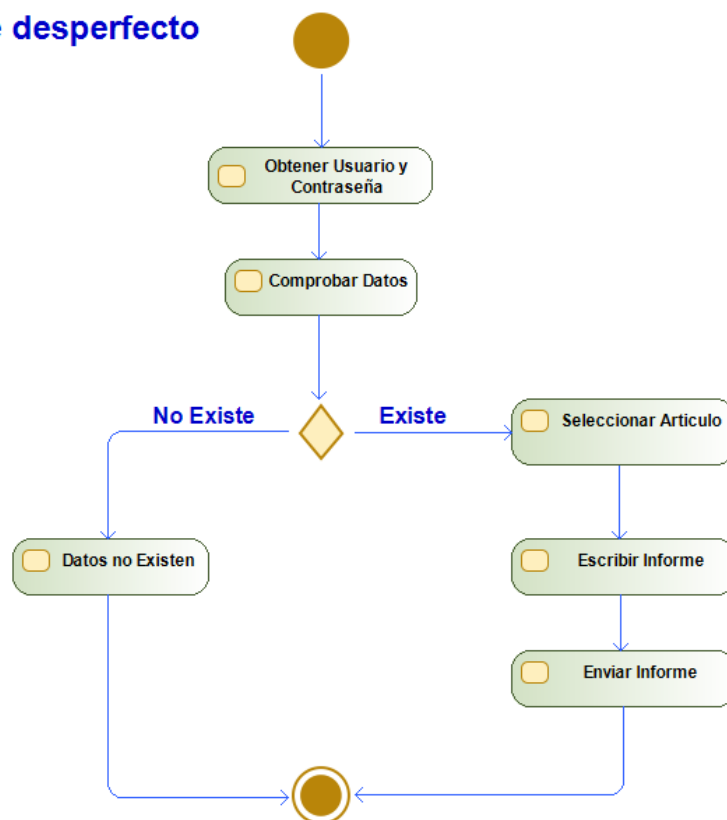 e desperfecto
Obtener Usuario y
Contraseña
Comprobar Datos
No Existe
Existe
Seleccionar Articulo
Datos no Existen
Escribir Informe
Enviar Informe